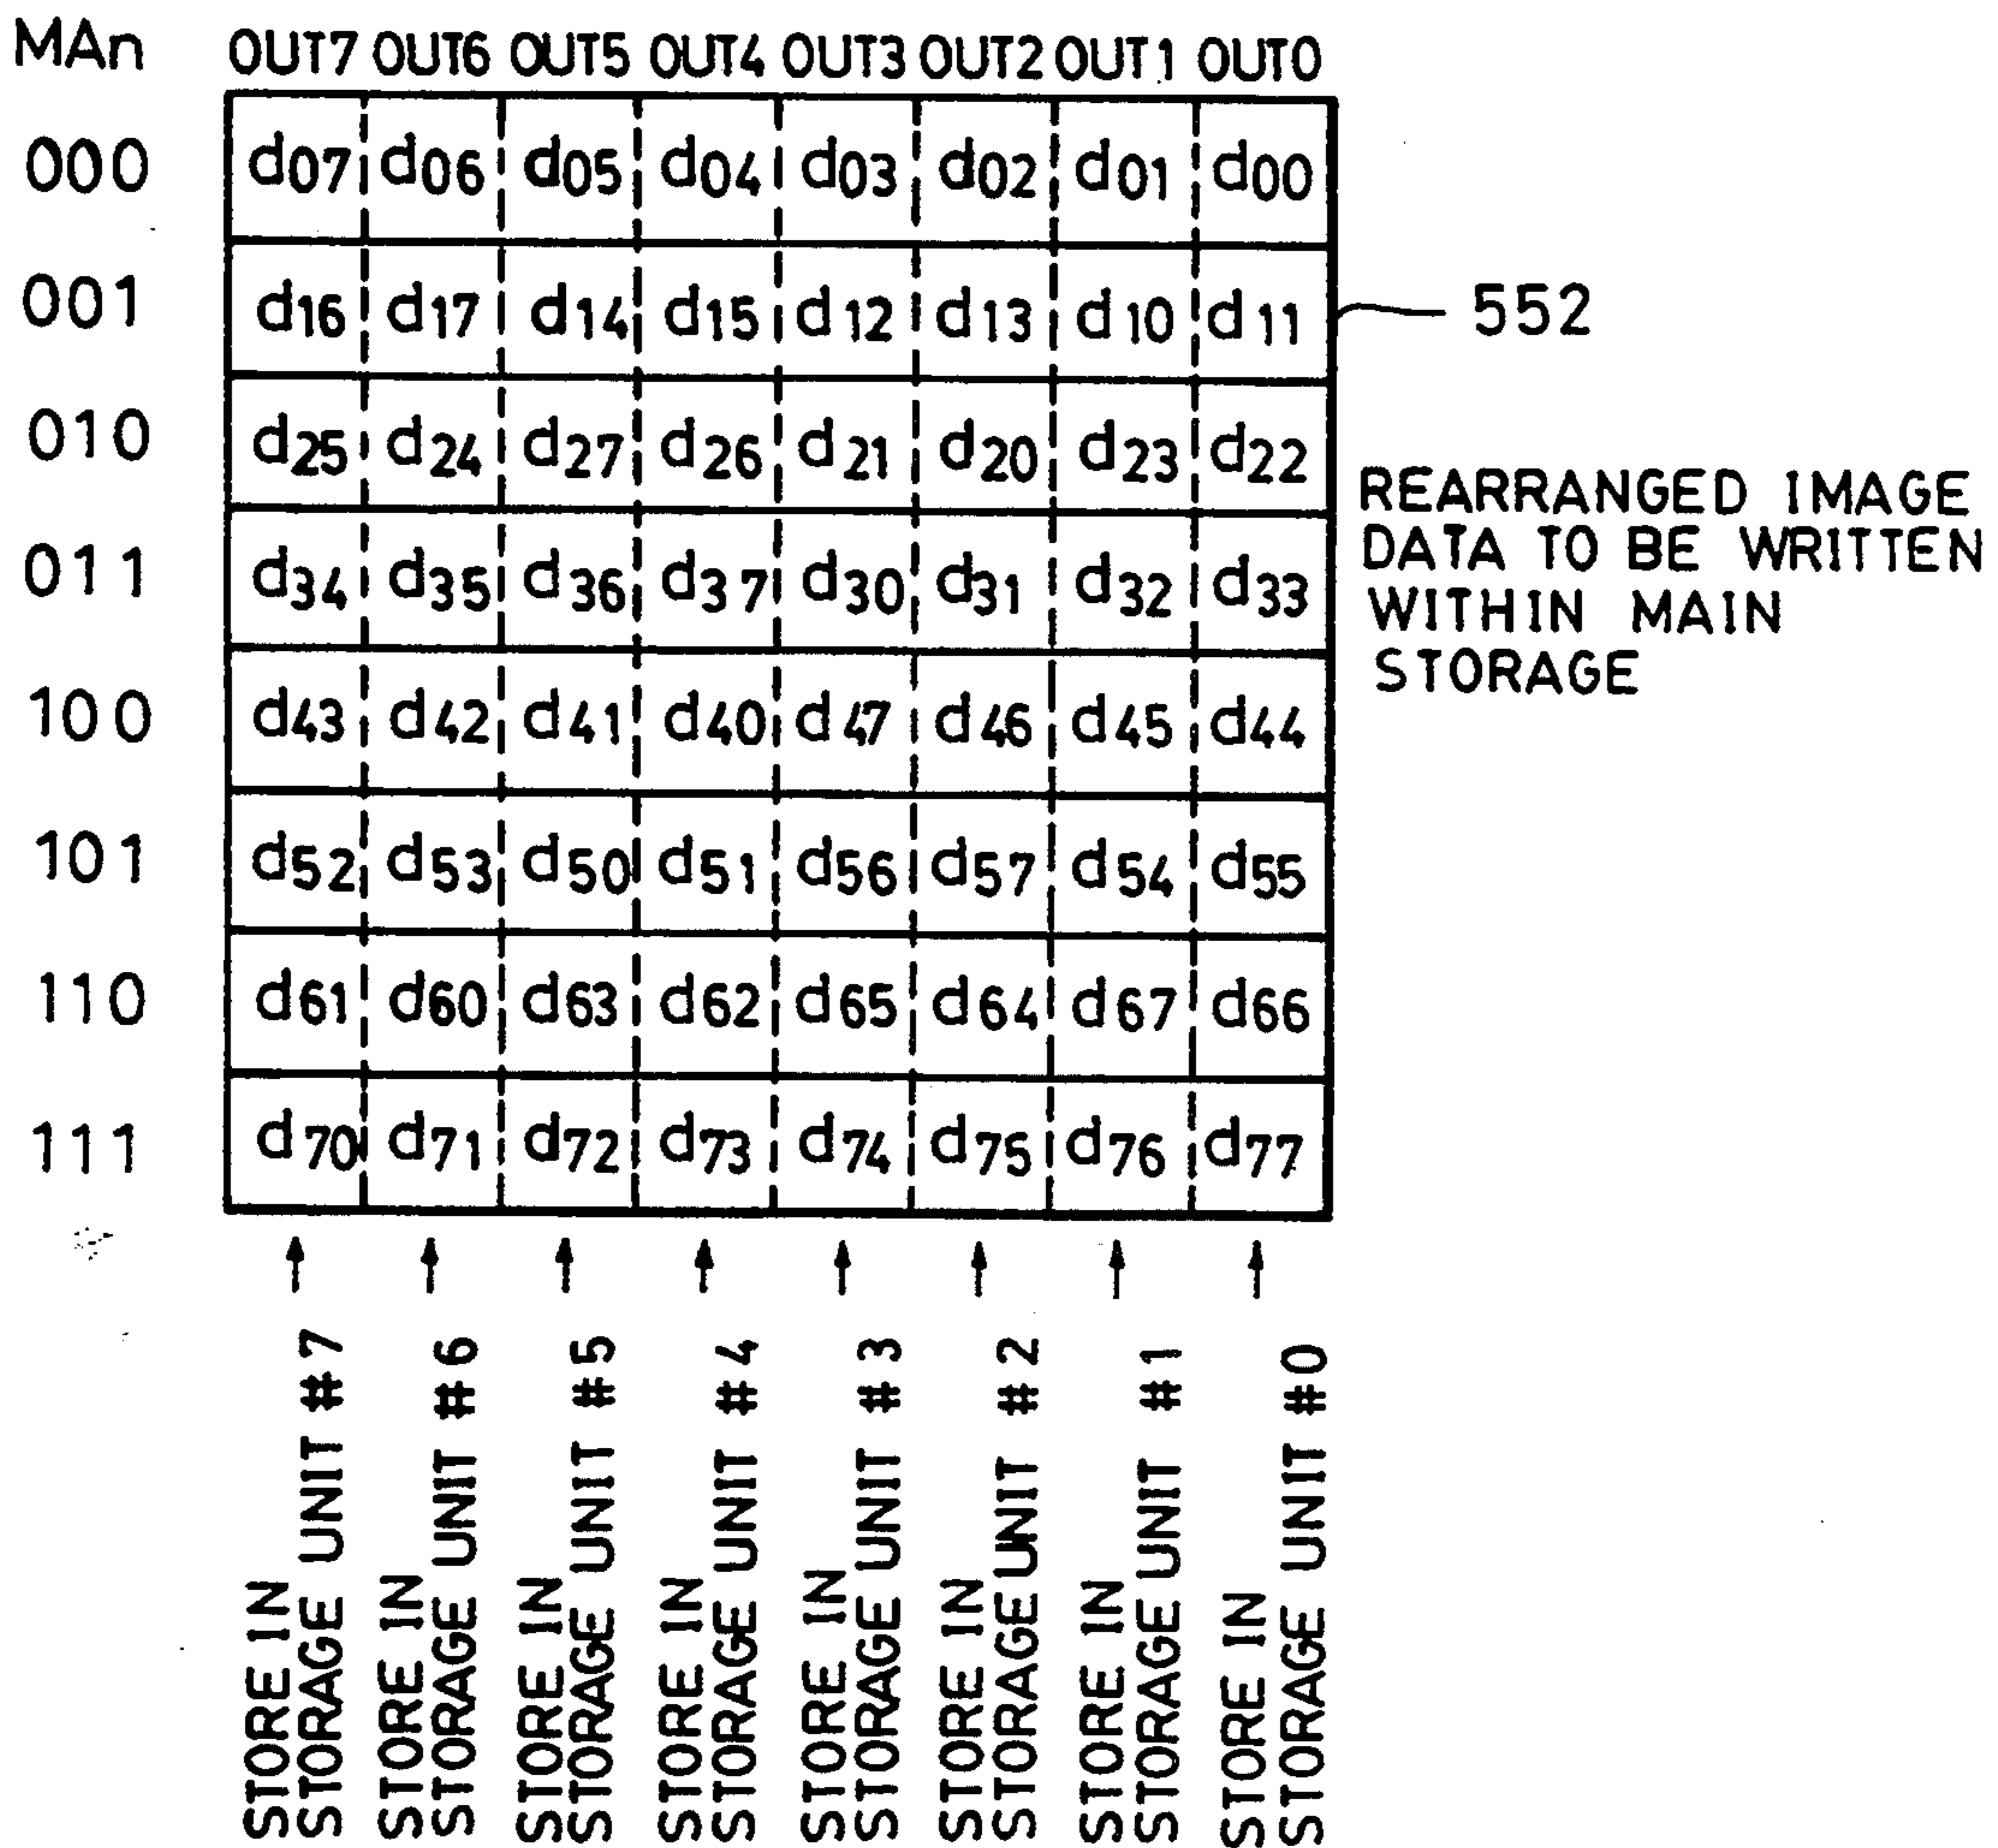 MAn OUT7 OUT6 OUT5 OUT4 OUT3 OUT2 OUT1 OUT0
000 d07 d06 d05 d04 d03 d02 d01 d00
001 d16 d17 d14 d15 d12 d13 d10 d11
552
010 d25 d24 d27 d26 d21 d20 d23 d22
011 d34 d35 d36 d37 d30 d31 d32 d33
REARRANGED IMAGE
DATA TO BE WRITTEN
WITHIN MAIN
STORAGE
100 d43 d42 d41 d40 d47 d46 d45 d44
101 d52 d53 d50 d51 d56 d57 d54 d55
110 d61 d60 d63 d62 d65 d64 d67 d66
111 d70 d71 d72 d73 d74 d75 d76 d77
STORE IN
STORAGE UNIT #7
STORE IN
STORAGE UNIT #6
STORE IN
STORAGE UNIT #5
STORE IN
STORAGE UNIT #4
STORE IN
STORAGE UNIT #3
STORE IN
STORAGE UNIT #2
STORE IN
STORAGE UNIT #1
STORE IN
STORAGE UNIT #0